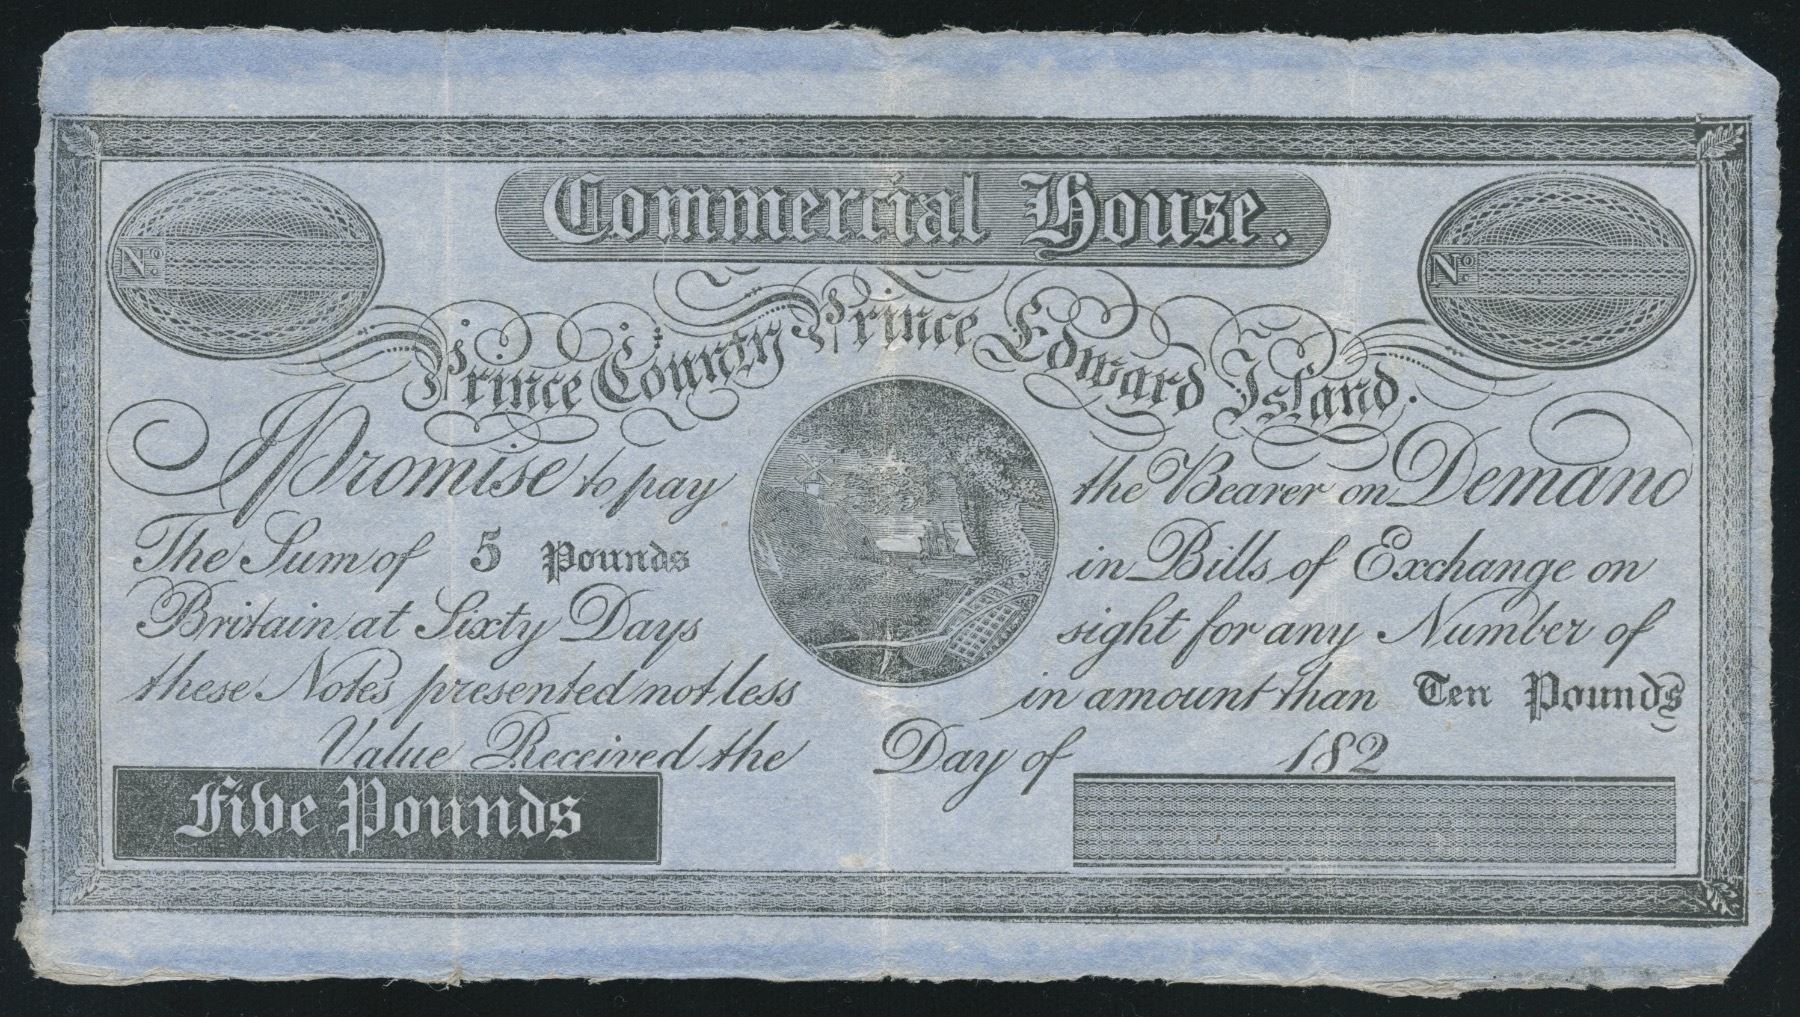 Commercial House.
Nº
Nº
Prince County Prince Edward Island.
I Promise to pay the Bearer on Demand
The Sum of 5 Pounds in Bills of Exchange on
Britain at Sixty Days sight for any Number of
these Notes presented not less in amount than Ten Pounds
Value Received the Day of 182
Five Pounds